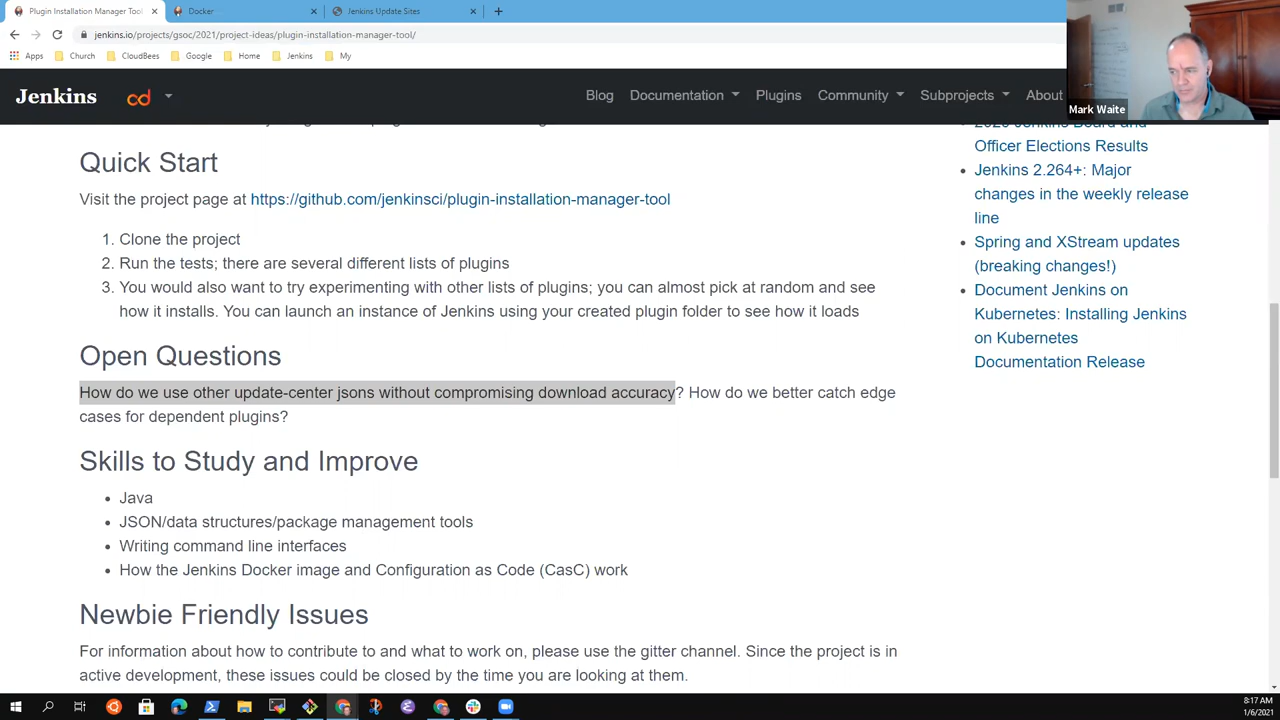 Plugin Installation Manager Tool
Docker
Jenkins Update Sites
jenkins.io/projects/gsoc/2021/project-ideas/plugin-installation-manager-tool/
Apps
Church
CloudBees
Google
Home
Jenkins
My
Mark Waite
Jenkins
cd
Blog
Documentation
Plugins
Community
Subprojects
About
2020 Jenkins Board and
Officer Elections Results
Jenkins 2.264+: Major
changes in the weekly release
line
Spring and XStream updates
(breaking changes!)
Document Jenkins on
Kubernetes: Installing Jenkins
on Kubernetes
Documentation Release
Quick Start
Visit the project page at https://github.com/jenkinsci/plugin-installation-manager-tool
1. Clone the project
2. Run the tests; there are several different lists of plugins
3. You would also want to try experimenting with other lists of plugins; you can almost pick at random and see
how it installs. You can launch an instance of Jenkins using your created plugin folder to see how it loads
Open Questions
How do we use other update-center jsons without compromising download accuracy? How do we better catch edge
cases for dependent plugins?
Skills to Study and Improve
Java
JSON/data structures/package management tools
Writing command line interfaces
How the Jenkins Docker image and Configuration as Code (CasC) work
Newbie Friendly Issues
For information about how to contribute to and what to work on, please use the gitter channel. Since the project is in
active development, these issues could be closed by the time you are looking at them.
8:17 AM
1/6/2021